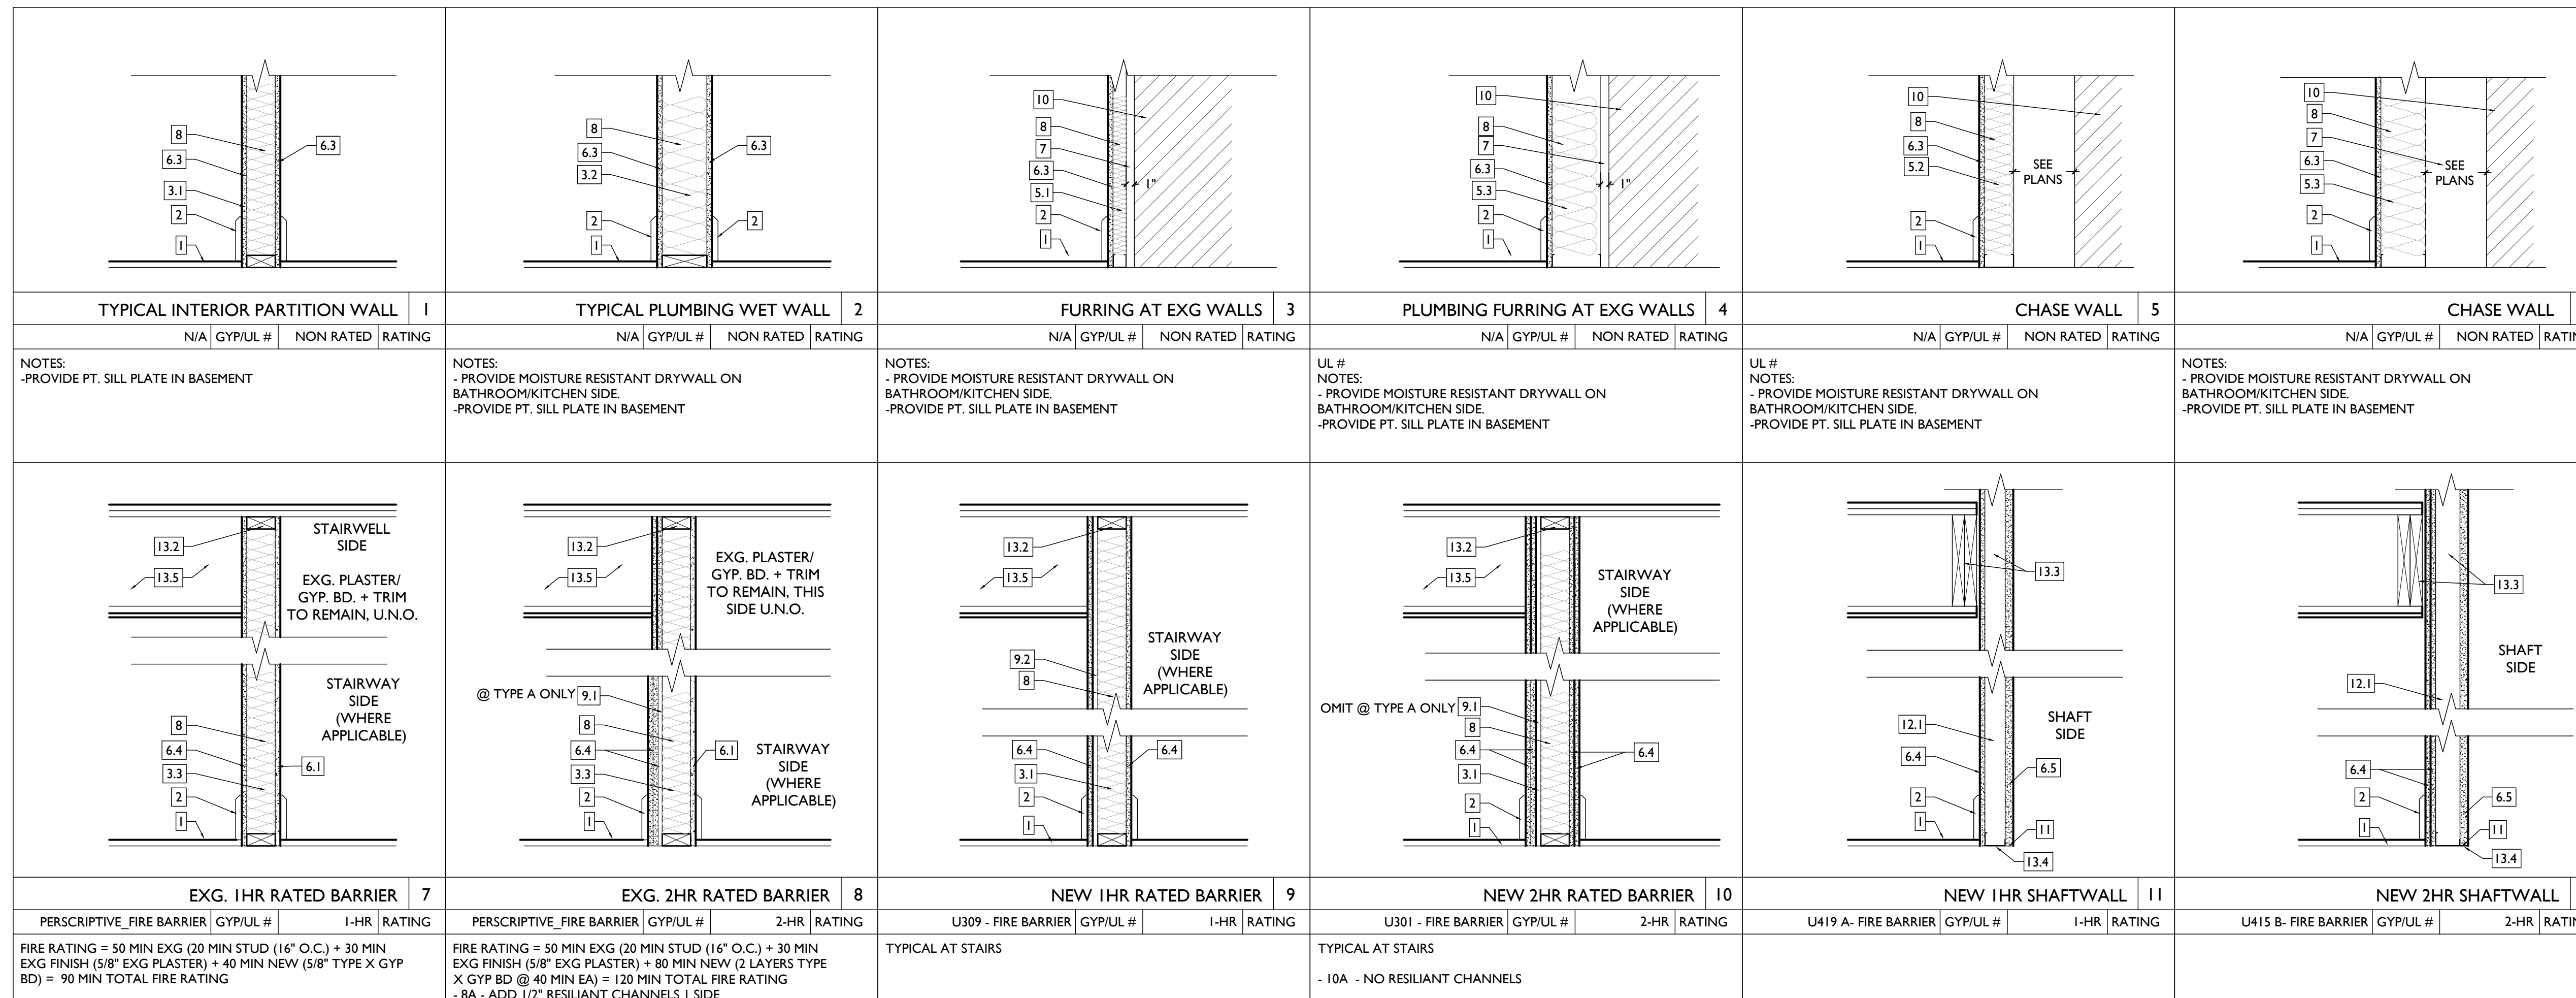 8
6.3
3.1
2
1
6.3
TYPICAL INTERIOR PARTITION WALL 1
N/A GYP/UL # NON RATED RATING
NOTES:
-PROVIDE PT. SILL PLATE IN BASEMENT
8
6.3
3.2
2
1
6.3
2
TYPICAL PLUMBING WET WALL 2
N/A GYP/UL # NON RATED RATING
NOTES:
- PROVIDE MOISTURE RESISTANT DRYWALL ON
BATHROOM/KITCHEN SIDE.
-PROVIDE PT. SILL PLATE IN BASEMENT
10
8
7
6.3
5.1
2
1
1"
FURRING AT EXG WALLS 3
N/A GYP/UL # NON RATED RATING
NOTES:
- PROVIDE MOISTURE RESISTANT DRYWALL ON
BATHROOM/KITCHEN SIDE.
-PROVIDE PT. SILL PLATE IN BASEMENT
10
8
7
6.3
5.3
2
1
1"
PLUMBING FURRING AT EXG WALLS 4
N/A GYP/UL # NON RATED RATING
UL #
NOTES:
- PROVIDE MOISTURE RESISTANT DRYWALL ON
BATHROOM/KITCHEN SIDE.
-PROVIDE PT. SILL PLATE IN BASEMENT
10
8
6.3
5.2
2
1
SEE
PLANS
CHASE WALL 5
N/A GYP/UL # NON RATED RATING
UL #
NOTES:
- PROVIDE MOISTURE RESISTANT DRYWALL ON
BATHROOM/KITCHEN SIDE.
-PROVIDE PT. SILL PLATE IN BASEMENT
10
8
7
6.3
5.3
2
1
SEE
PLANS
CHASE WALL
N/A GYP/UL # NON RATED
NOTES:
- PROVIDE MOISTURE RESISTANT DRYWALL ON
BATHROOM/KITCHEN SIDE.
-PROVIDE PT. SILL PLATE IN BASEMENT
STAIRWELL
SIDE
13.2
13.5
EXG. PLASTER/
GYP. BD. + TRIM
TO REMAIN, U.N.O.
STAIRWAY
SIDE
(WHERE
APPLICABLE)
8
6.4
3.3
2
1
6.1
EXG. 1HR RATED BARRIER 7
PERSCRIPTIVE_FIRE BARRIER GYP/UL # 1-HR RATING
FIRE RATING = 50 MIN EXG (20 MIN STUD (16" O.C.) + 30 MIN
EXG FINISH (5/8" EXG PLASTER) + 40 MIN NEW (5/8" TYPE X GYP
BD) = 90 MIN TOTAL FIRE RATING
13.2
13.5
EXG. PLASTER/
GYP. BD. + TRIM
TO REMAIN, THIS
SIDE U.N.O.
@ TYPE A ONLY 9.1
8
6.4
3.3
2
1
6.1
STAIRWAY
SIDE
(WHERE
APPLICABLE)
EXG. 2HR RATED BARRIER 8
PERSCRIPTIVE_FIRE BARRIER GYP/UL # 2-HR RATING
FIRE RATING = 50 MIN EXG (20 MIN STUD (16" O.C.) + 30 MIN
EXG FINISH (5/8" EXG PLASTER) + 80 MIN NEW (2 LAYERS TYPE
X GYP BD @ 40 MIN EA) = 120 MIN TOTAL FIRE RATING
- 8A - ADD 1/2" RESILIANT CHANNELS 1 SIDE
13.2
13.5
9.2
8
STAIRWAY
SIDE
(WHERE
APPLICABLE)
6.4
3.1
2
1
6.4
NEW 1HR RATED BARRIER 9
U309 - FIRE BARRIER GYP/UL # 1-HR RATING
TYPICAL AT STAIRS
13.2
13.5
STAIRWAY
SIDE
(WHERE
APPLICABLE)
OMIT @ TYPE A ONLY 9.1
8
6.4
3.1
2
1
6.4
NEW 2HR RATED BARRIER 10
U301 - FIRE BARRIER GYP/UL # 2-HR RATING
TYPICAL AT STAIRS
- 10A - NO RESILIANT CHANNELS
13.3
12.1
6.4
2
1
SHAFT
SIDE
6.5
11
13.4
NEW 1HR SHAFTWALL 11
U419 A- FIRE BARRIER GYP/UL # 1-HR RATING
13.3
SHAFT
SIDE
12.1
6.4
2
1
6.5
11
13.4
NEW 2HR SHAFTWALL
U415 B- FIRE BARRIER GYP/UL # 2-HR